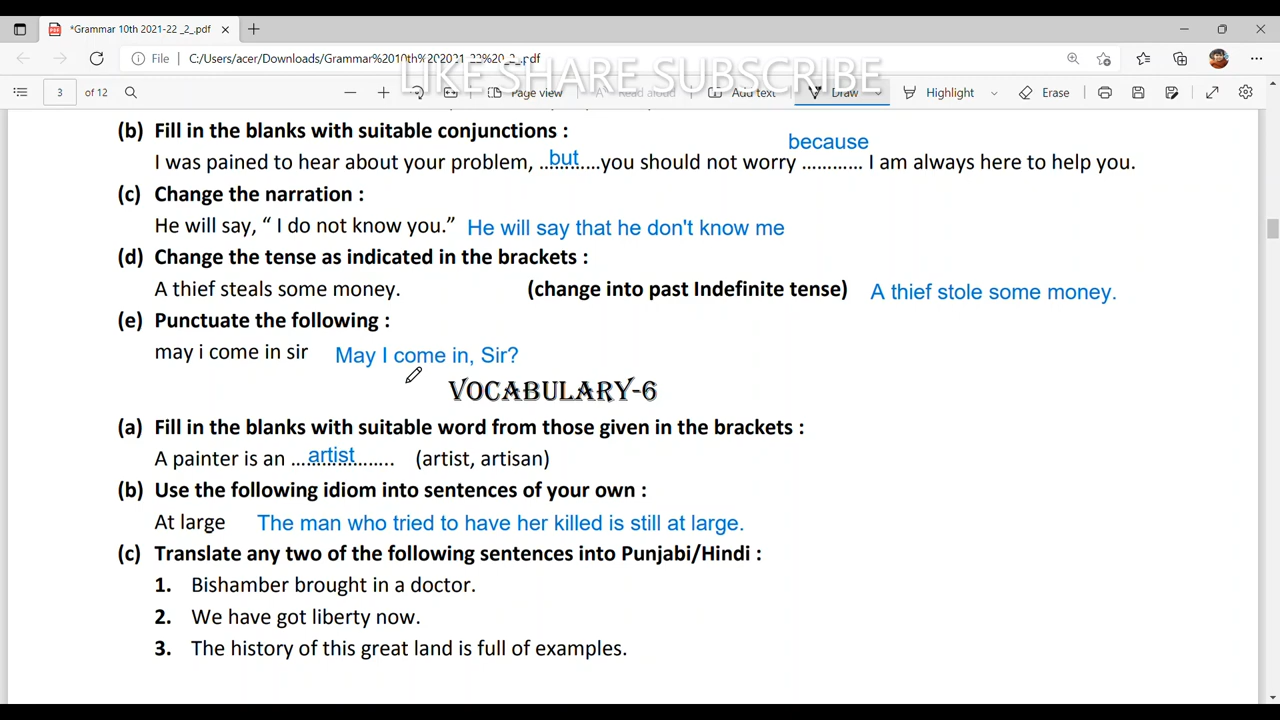 *Grammar 10th 2021-22 _2_.pdf
File C:/Users/acer/Downloads/Grammar%2010th%202021-22%20_2_.pdf
LIKE SHARE SUBSCRIBE
3 of 12 Page view Read aloud Add text Draw Highlight Erase
because
(b) Fill in the blanks with suitable conjunctions :
I was pained to hear about your problem, ..but......you should not worry ............ I am always here to help you.
(c) Change the narration :
He will say, “ I do not know you.” He will say that he don't know me
(d) Change the tense as indicated in the brackets :
A thief steals some money. (change into past Indefinite tense) A thief stole some money.
(e) Punctuate the following :
may i come in sir May I come in, Sir?
VOCABULARY-6
(a) Fill in the blanks with suitable word from those given in the brackets :
A painter is an ...artist........ (artist, artisan)
(b) Use the following idiom into sentences of your own :
At large The man who tried to have her killed is still at large.
(c) Translate any two of the following sentences into Punjabi/Hindi :
1. Bishamber brought in a doctor.
2. We have got liberty now.
3. The history of this great land is full of examples.